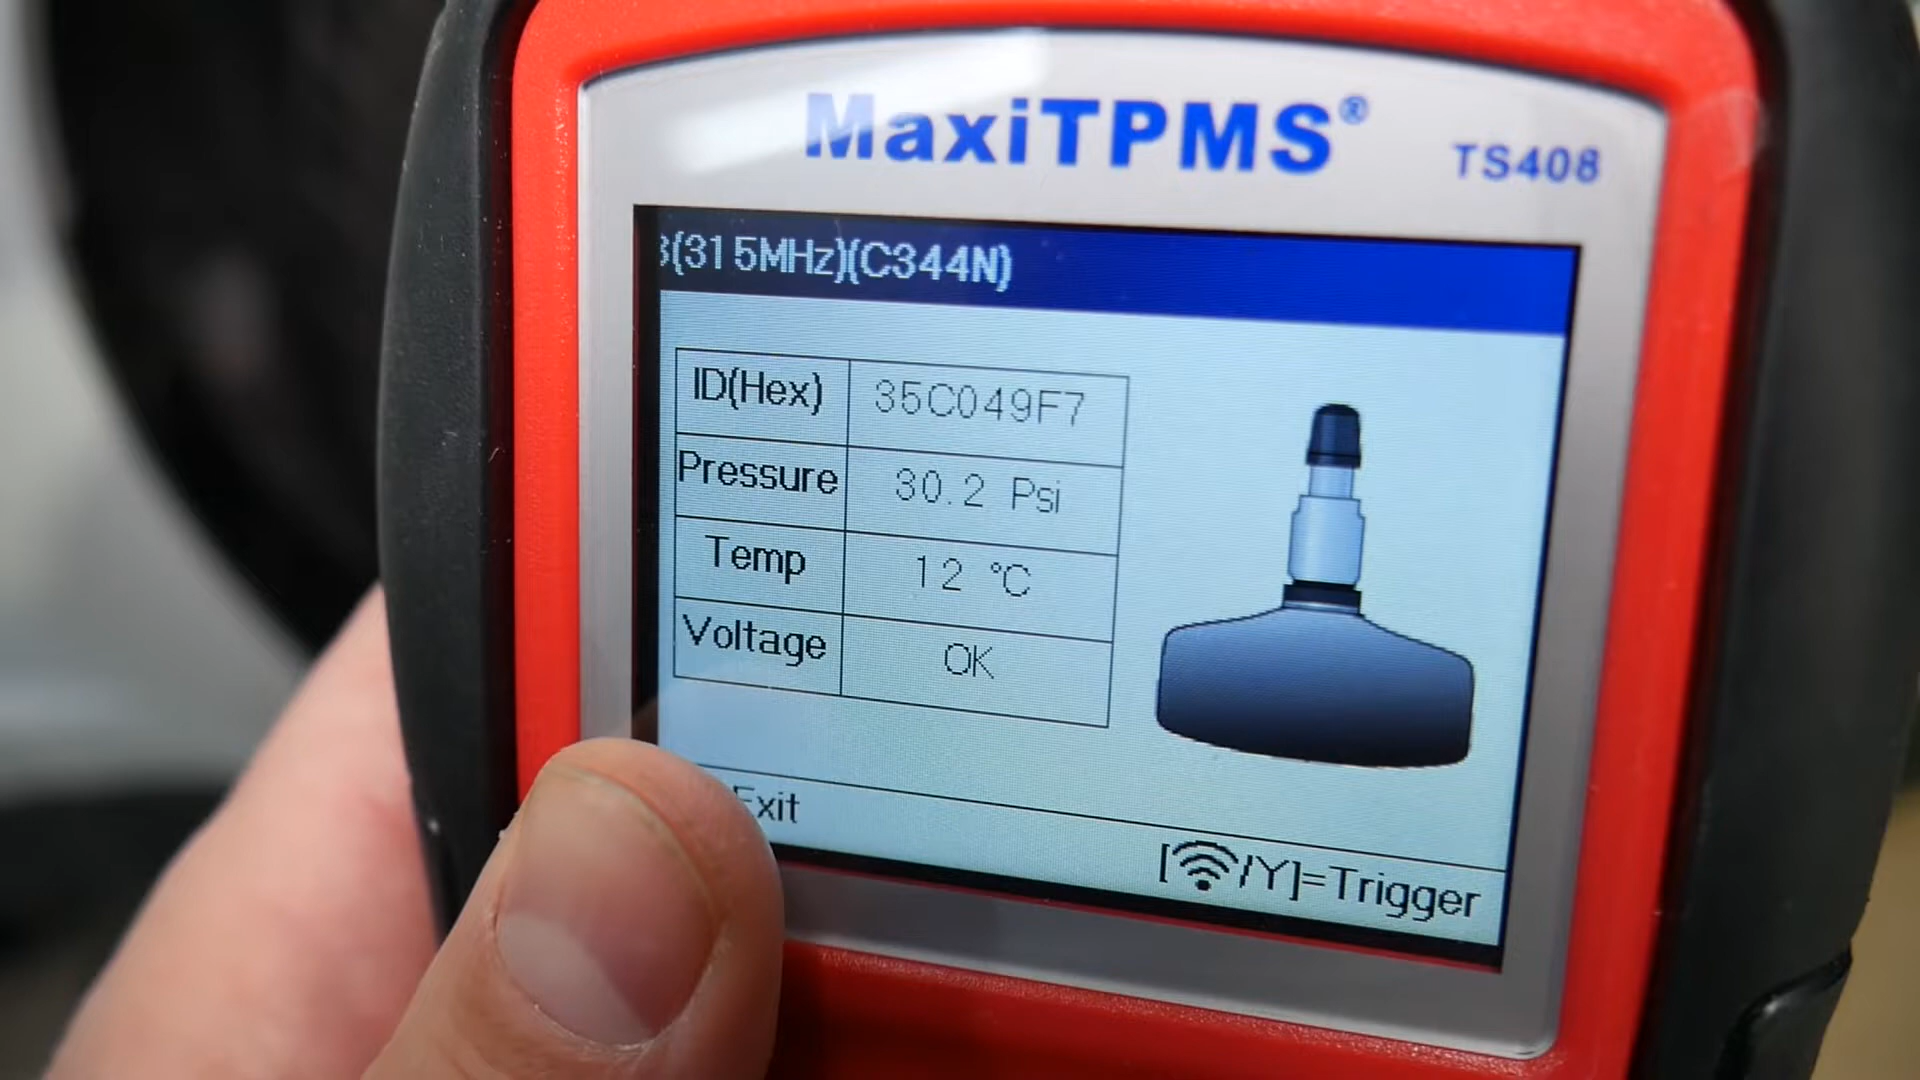 MaxiTPMS®
TS408
(315MHz)(C344N)
ID(Hex) 35C049F7
Pressure 30.2 Psi
Temp 12 °C
Voltage OK
Exit
[/Y]=Trigger